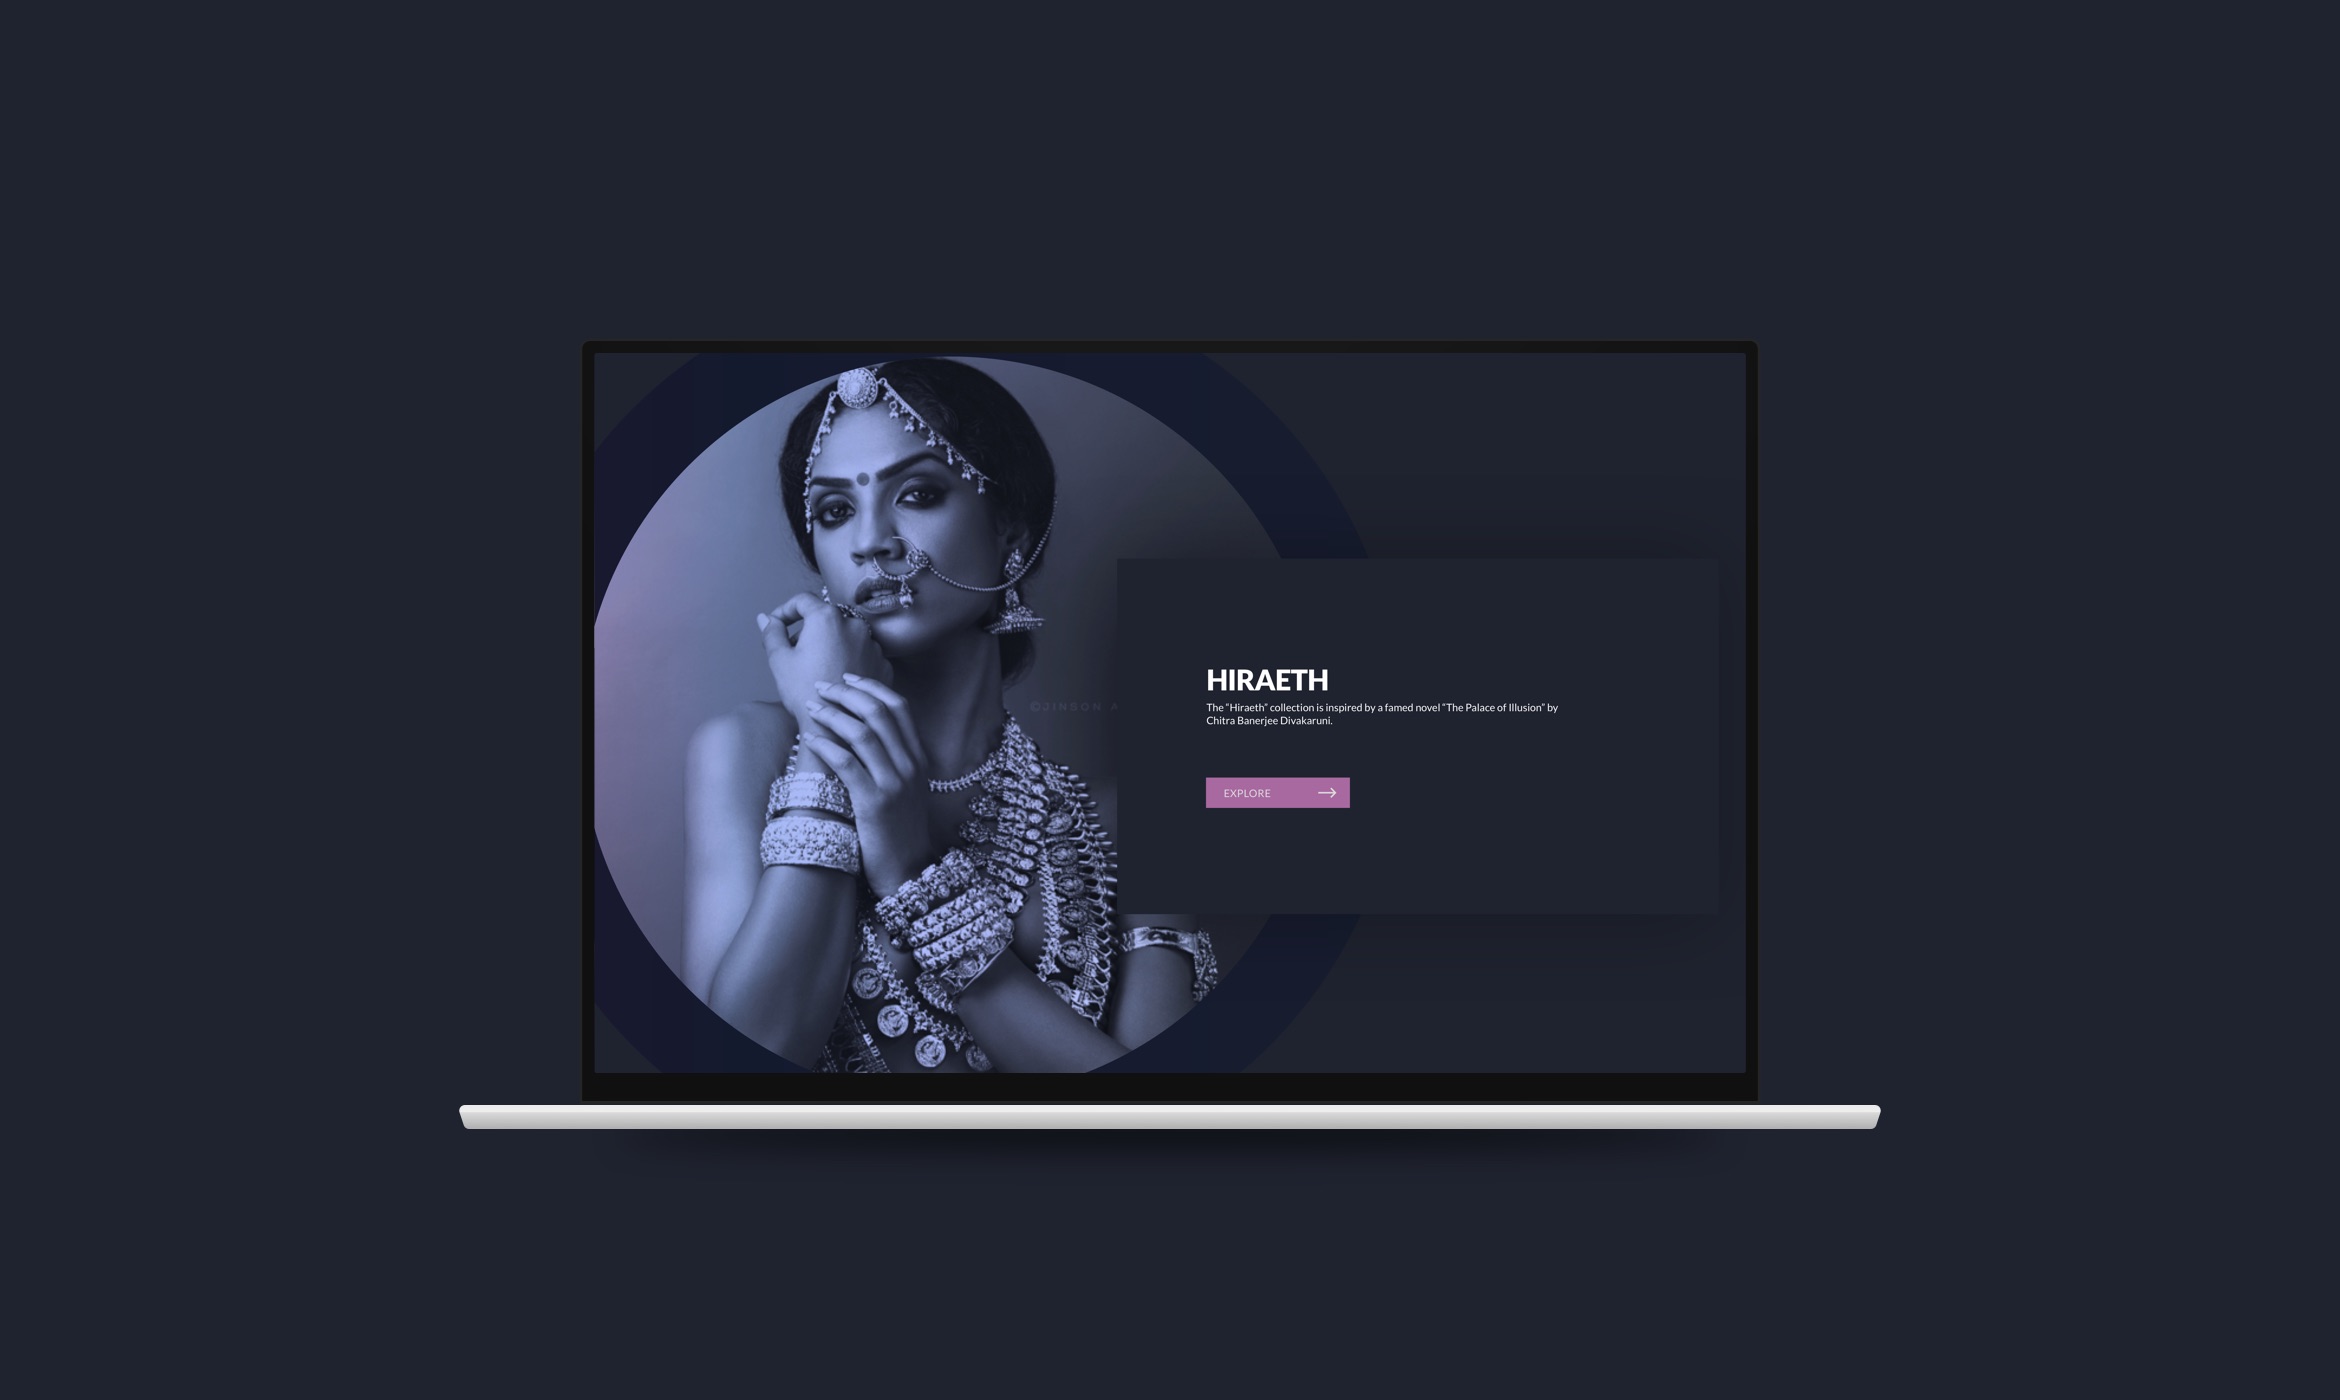 ©JINSON A
HIRAETH
The “Hiraeth” collection is inspired by a famed novel “The Palace of Illusion” by
Chitra Banerjee Divakaruni.
EXPLORE